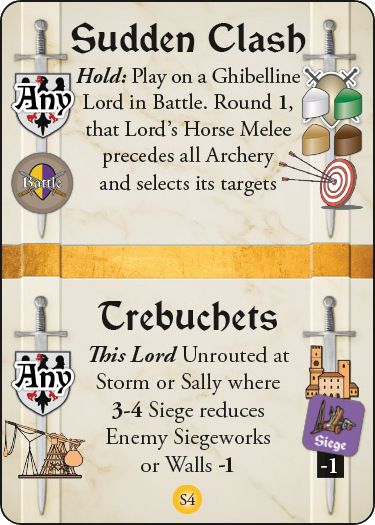 Sudden Clash
Hold: Play on a Ghibelline
Lord in Battle. Round 1,
that Lord's Horse Melee
precedes all Archery
and selects its targets
Any
Battle
Trebuchets
This Lord Unrouted at
Storm or Sally where
3-4 Siege reduces
Enemy Siegeworks
or Walls -1
Any
Siege
-1
S4